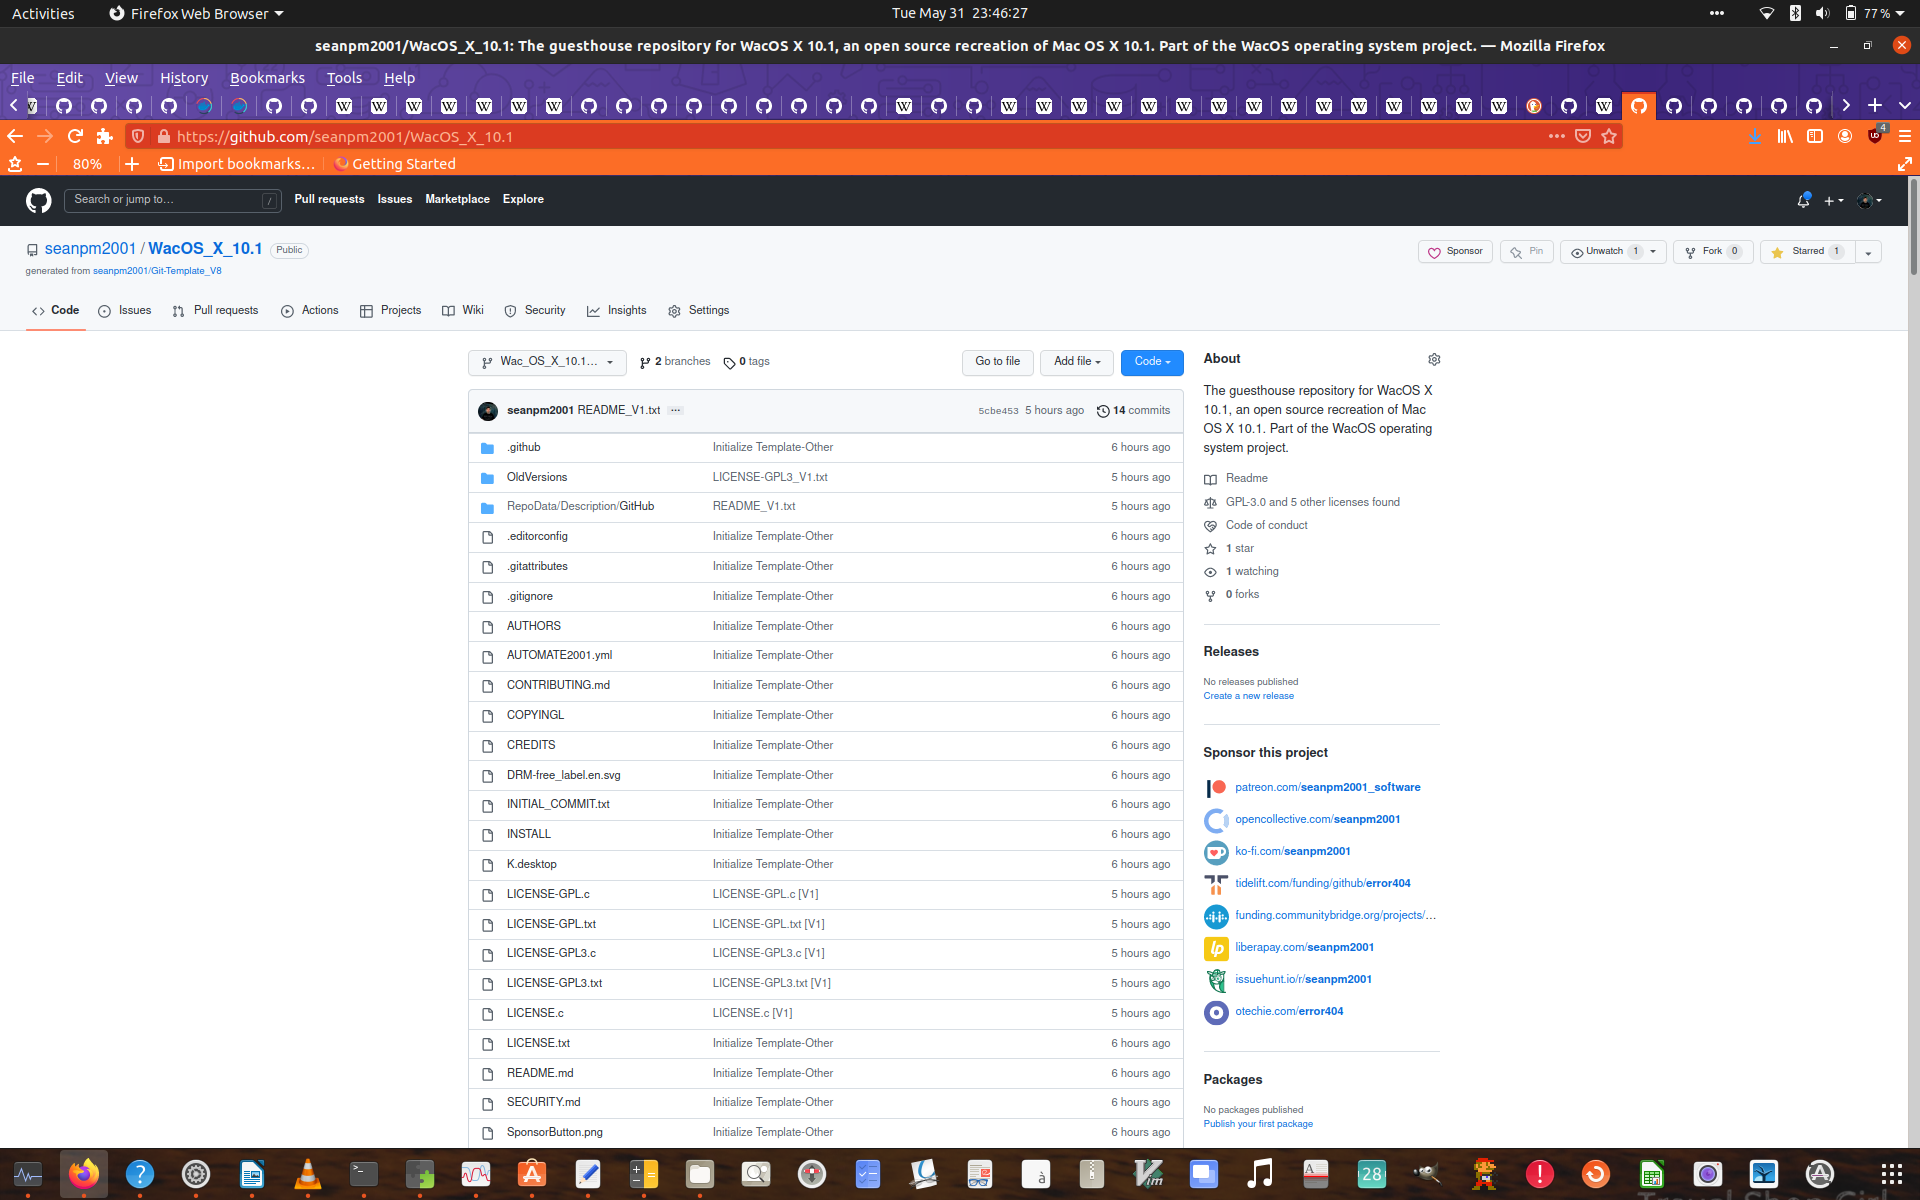 Activities Firefox Web Browser Tue May 31 23:46:27 77 %
seanpm2001/WacOS_X_10.1: The guesthouse repository for WacOS X 10.1, an open source recreation of Mac OS X 10.1. Part of the WacOS operating system project. — Mozilla Firefox
File Edit View History Bookmarks Tools Help
https://github.com/seanpm2001/WacOS_X_10.1 4
80% Import bookmarks… Getting Started
Search or jump to… / Pull requests Issues Marketplace Explore
seanpm2001 / WacOS_X_10.1 Public Sponsor Pin Unwatch 1 Fork 0 Starred 1
generated from seanpm2001/Git-Template_V8
Code Issues Pull requests Actions Projects Wiki Security Insights Settings
Wac_OS_X_10.1... 2 branches 0 tags Go to file Add file Code
seanpm2001 README_V1.txt ... 5cbe453 5 hours ago 14 commits
.github Initialize Template-Other 6 hours ago
OldVersions LICENSE-GPL3_V1.txt 5 hours ago
RepoData/Description/GitHub README_V1.txt 5 hours ago
.editorconfig Initialize Template-Other 6 hours ago
.gitattributes Initialize Template-Other 6 hours ago
.gitignore Initialize Template-Other 6 hours ago
AUTHORS Initialize Template-Other 6 hours ago
AUTOMATE2001.yml Initialize Template-Other 6 hours ago
CONTRIBUTING.md Initialize Template-Other 6 hours ago
COPYINGL Initialize Template-Other 6 hours ago
CREDITS Initialize Template-Other 6 hours ago
DRM-free_label.en.svg Initialize Template-Other 6 hours ago
INITIAL_COMMIT.txt Initialize Template-Other 6 hours ago
INSTALL Initialize Template-Other 6 hours ago
K.desktop Initialize Template-Other 6 hours ago
LICENSE-GPL.c LICENSE-GPL.c [V1] 5 hours ago
LICENSE-GPL.txt LICENSE-GPL.txt [V1] 5 hours ago
LICENSE-GPL3.c LICENSE-GPL3.c [V1] 5 hours ago
LICENSE-GPL3.txt LICENSE-GPL3.txt [V1] 5 hours ago
LICENSE.c LICENSE.c [V1] 5 hours ago
LICENSE.txt Initialize Template-Other 6 hours ago
README.md Initialize Template-Other 6 hours ago
SECURITY.md Initialize Template-Other 6 hours ago
SponsorButton.png Initialize Template-Other 6 hours ago
About
The guesthouse repository for WacOS X
10.1, an open source recreation of Mac
OS X 10.1. Part of the WacOS operating
system project.
Readme
GPL-3.0 and 5 other licenses found
Code of conduct
1 star
1 watching
0 forks
Releases
No releases published
Create a new release
Sponsor this project
patreon.com/seanpm2001_software
opencollective.com/seanpm2001
ko-fi.com/seanpm2001
tidelift.com/funding/github/error404
funding.communitybridge.org/projects/...
liberapay.com/seanpm2001
issuehunt.io/r/seanpm2001
otechie.com/error404
Packages
No packages published
Publish your first package
28